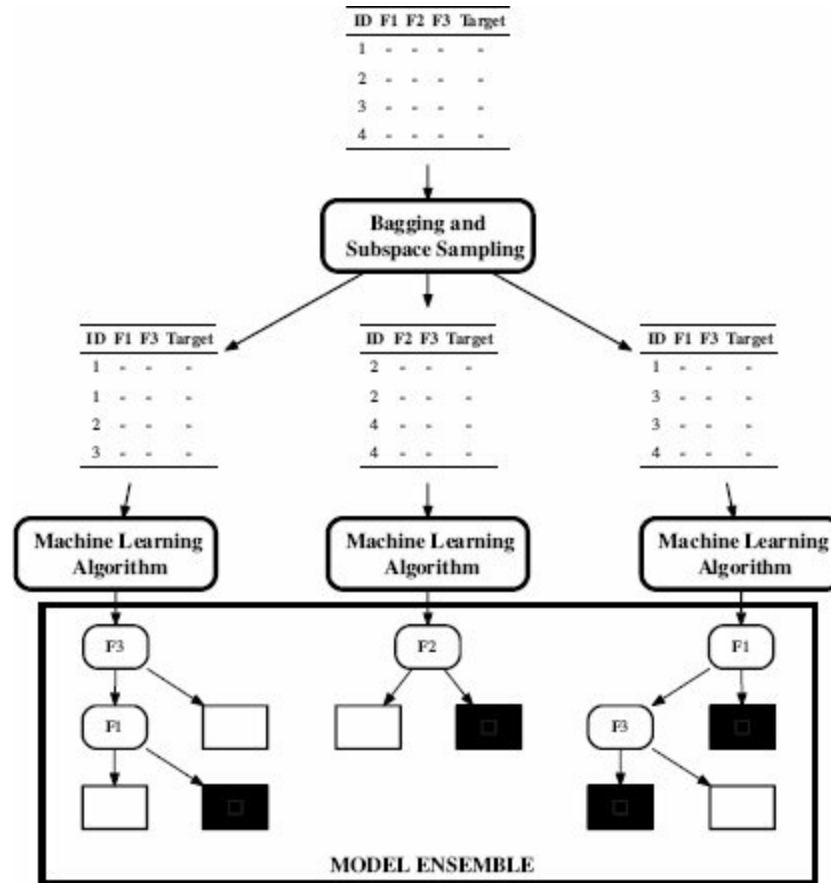 ID F1 F2 F3 Target
1 - - - -
2 - - - -
3 - - - -
4 - - - -
Bagging and
Subspace Sampling
ID F1 F3 Target
1 - - -
1 - - -
2 - - -
3 - - -
ID F2 F3 Target
2 - - -
2 - - -
4 - - -
4 - - -
ID F1 F3 Target
1 - - -
3 - - -
3 - - -
4 - - -
Machine Learning
Algorithm
Machine Learning
Algorithm
Machine Learning
Algorithm
F3
F2
F1
F1
F3
MODEL ENSEMBLE